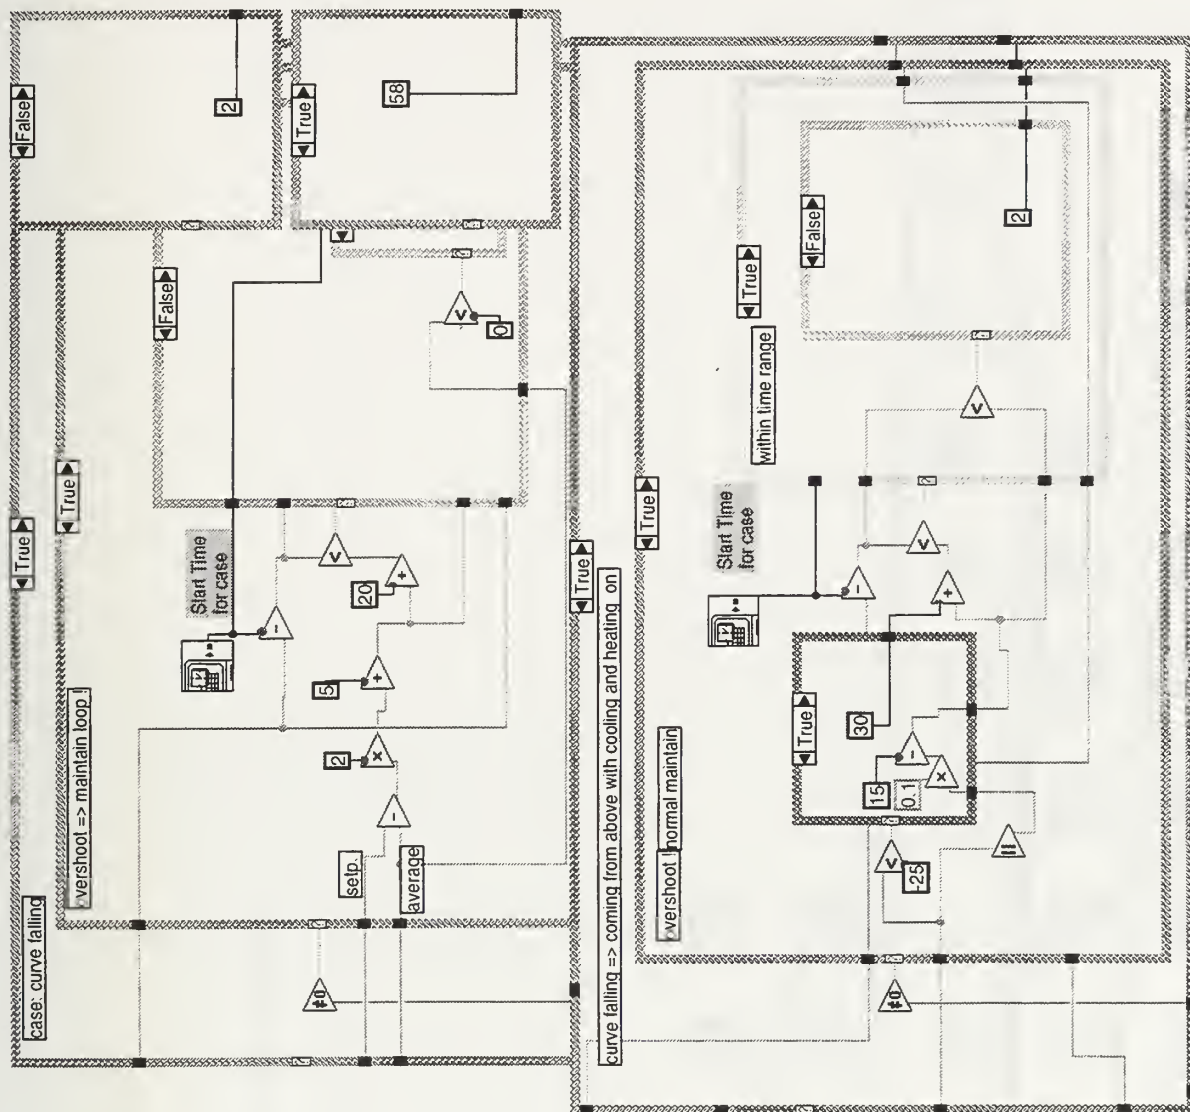 False
2
True
58
True
True
False
0
Start Time
for case
20
5
2
setp.
average
overshoot => maintain loop !
case: curve falling
True
curve falling => coming from above with cooling and heating on
True
True
False
2
within time range
Start Time
for case
True
30
15
0.1
-25
overshoot !
normal maintain
≠0
≠0